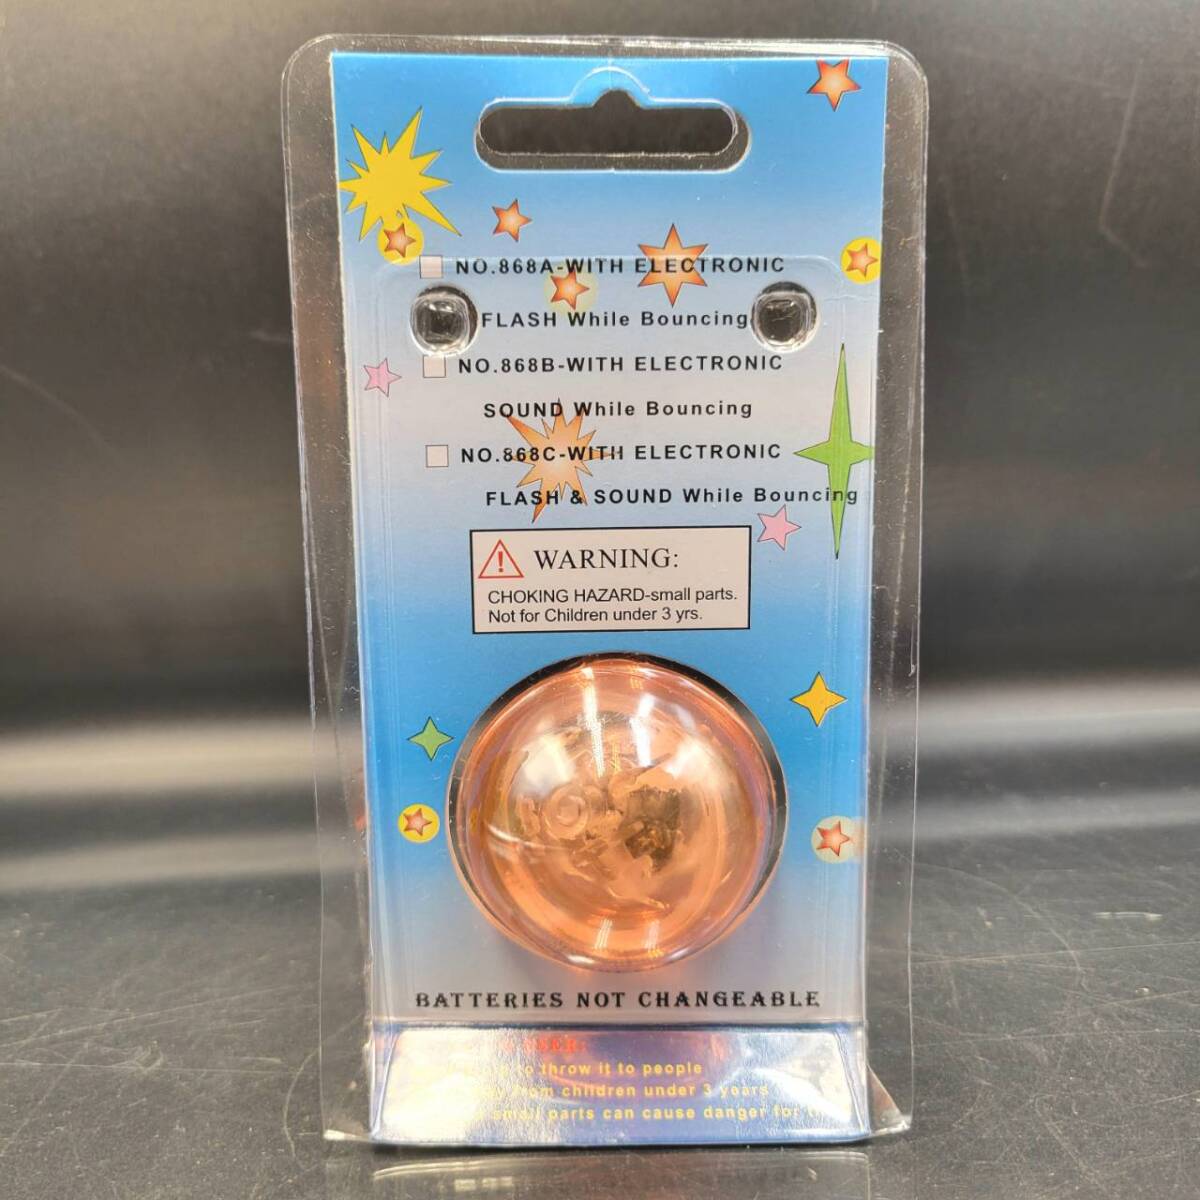 NO.868A-WITH ELECTRONIC
FLASH While Bouncing
NO.868B-WITH ELECTRONIC
SOUND While Bouncing
NO.868C-WITH ELECTRONIC
FLASH & SOUND While Bouncing
WARNING:
CHOKING HAZARD-small parts.
Not for Children under 3 yrs.
BATTERIES NOT CHANGEABLE
to throw it to people
from children under 3 years
small parts can cause danger for